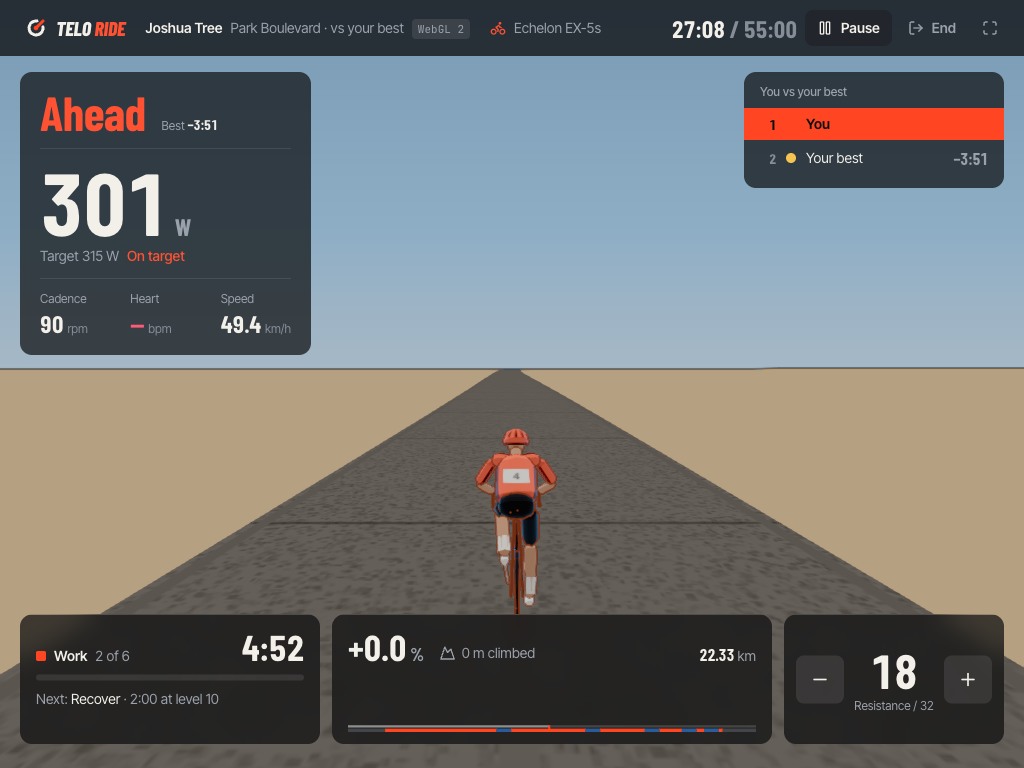 TELO RIDE Joshua Tree Park Boulevard · vs your best WebGL 2 Echelon EX-5s 27:08 / 55:00 Pause End
Ahead Best −3:51
301 W
Target 315 W On target
Cadence Heart Speed
90 rpm – bpm 49.4 km/h
You vs your best
1 You
2 Your best −3:51
4
Work 2 of 6 4:52
Next: Recover · 2:00 at level 10
+0.0 % 0 m climbed 22.33 km
− 18 +
Resistance / 32